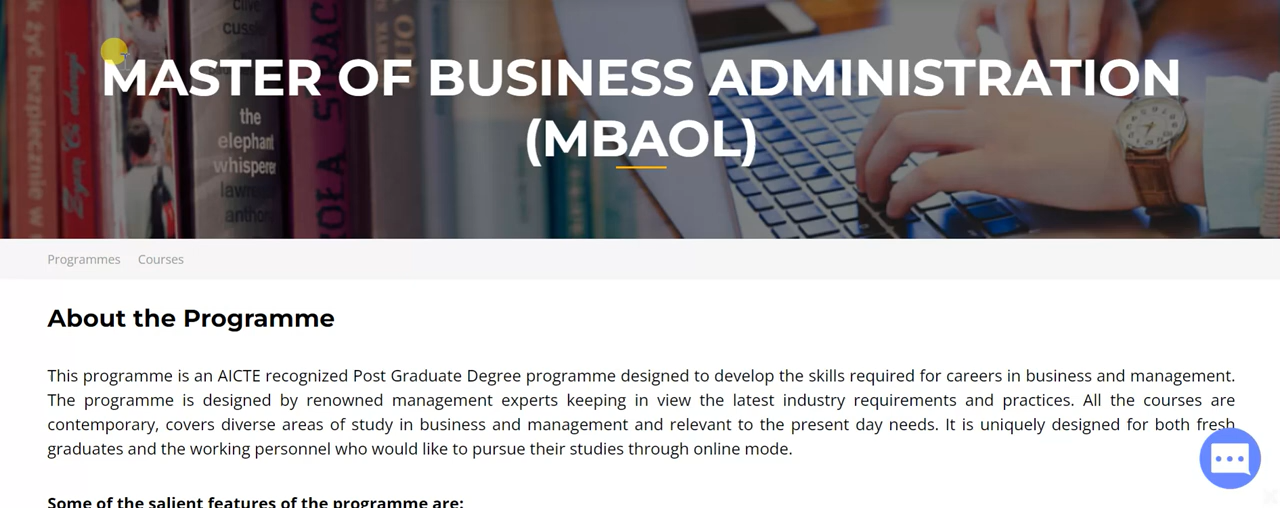 MASTER OF BUSINESS ADMINISTRATION
(MBAOL)
żyć bezpiecznie w
the
elephant
whisperer
Programmes Courses
About the Programme
This programme is an AICTE recognized Post Graduate Degree programme designed to develop the skills required for careers in business and management.
The programme is designed by renowned management experts keeping in view the latest industry requirements and practices. All the courses are
contemporary, covers diverse areas of study in business and management and relevant to the present day needs. It is uniquely designed for both fresh
graduates and the working personnel who would like to pursue their studies through online mode.
Some of the salient features of the programme are: